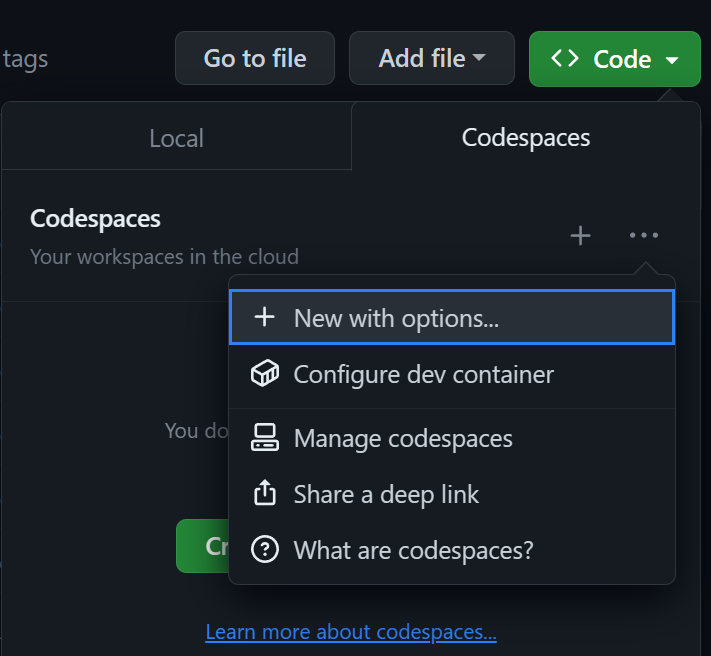 tags
Go to file
Add file
Code
Local
Codespaces
Codespaces
Your workspaces in the cloud
New with options...
Configure dev container
You do
Manage codespaces
Share a deep link
Cr
What are codespaces?
Learn more about codespaces...